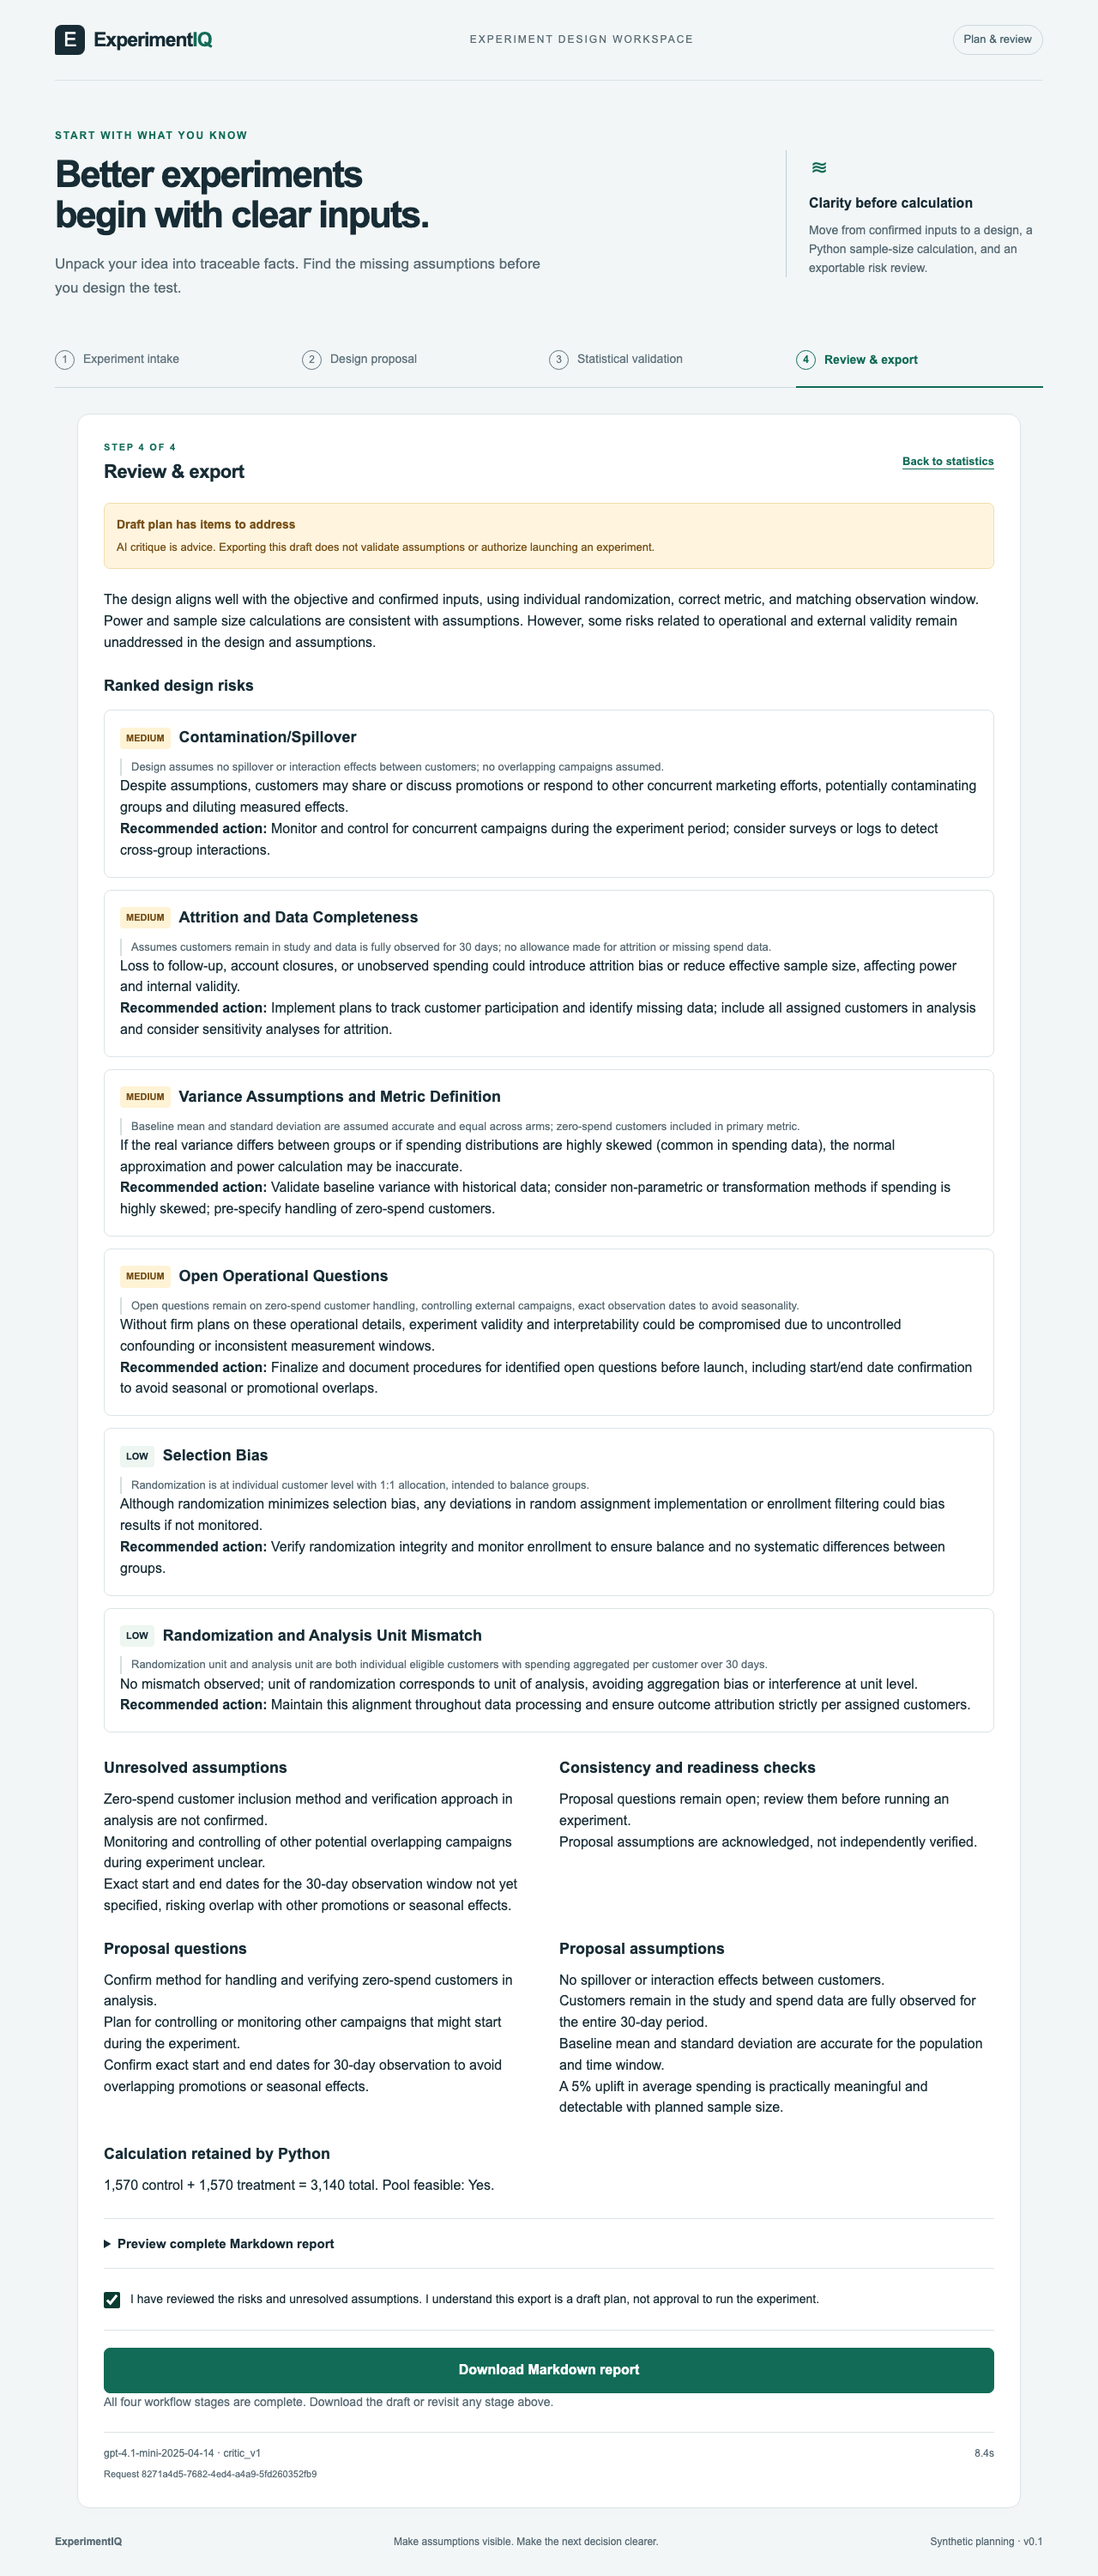 E ExperimentIQ
EXPERIMENT DESIGN WORKSPACE
Plan & review
START WITH WHAT YOU KNOW
Better experiments
begin with clear inputs.
Unpack your idea into traceable facts. Find the missing assumptions before
you design the test.
Clarity before calculation
Move from confirmed inputs to a design, a
Python sample-size calculation, and an
exportable risk review.
1 Experiment intake
2 Design proposal
3 Statistical validation
4 Review & export
STEP 4 OF 4
Review & export
Back to statistics
Draft plan has items to address
AI critique is advice. Exporting this draft does not validate assumptions or authorize launching an experiment.
The design aligns well with the objective and confirmed inputs, using individual randomization, correct metric, and matching observation window.
Power and sample size calculations are consistent with assumptions. However, some risks related to operational and external validity remain
unaddressed in the design and assumptions.
Ranked design risks
MEDIUM Contamination/Spillover
Design assumes no spillover or interaction effects between customers; no overlapping campaigns assumed.
Despite assumptions, customers may share or discuss promotions or respond to other concurrent marketing efforts, potentially contaminating
groups and diluting measured effects.
Recommended action: Monitor and control for concurrent campaigns during the experiment period; consider surveys or logs to detect
cross-group interactions.
MEDIUM Attrition and Data Completeness
Assumes customers remain in study and data is fully observed for 30 days; no allowance made for attrition or missing spend data.
Loss to follow-up, account closures, or unobserved spending could introduce attrition bias or reduce effective sample size, affecting power
and internal validity.
Recommended action: Implement plans to track customer participation and identify missing data; include all assigned customers in analysis
and consider sensitivity analyses for attrition.
MEDIUM Variance Assumptions and Metric Definition
Baseline mean and standard deviation are assumed accurate and equal across arms; zero-spend customers included in primary metric.
If the real variance differs between groups or if spending distributions are highly skewed (common in spending data), the normal
approximation and power calculation may be inaccurate.
Recommended action: Validate baseline variance with historical data; consider non-parametric or transformation methods if spending is
highly skewed; pre-specify handling of zero-spend customers.
MEDIUM Open Operational Questions
Open questions remain on zero-spend customer handling, controlling external campaigns, exact observation dates to avoid seasonality.
Without firm plans on these operational details, experiment validity and interpretability could be compromised due to uncontrolled
confounding or inconsistent measurement windows.
Recommended action: Finalize and document procedures for identified open questions before launch, including start/end date confirmation
to avoid seasonal or promotional overlaps.
LOW Selection Bias
Randomization is at individual customer level with 1:1 allocation, intended to balance groups.
Although randomization minimizes selection bias, any deviations in random assignment implementation or enrollment filtering could bias
results if not monitored.
Recommended action: Verify randomization integrity and monitor enrollment to ensure balance and no systematic differences between
groups.
LOW Randomization and Analysis Unit Mismatch
Randomization unit and analysis unit are both individual eligible customers with spending aggregated per customer over 30 days.
No mismatch observed; unit of randomization corresponds to unit of analysis, avoiding aggregation bias or interference at unit level.
Recommended action: Maintain this alignment throughout data processing and ensure outcome attribution strictly per assigned customers.
Unresolved assumptions
Zero-spend customer inclusion method and verification approach in
analysis are not confirmed.
Monitoring and controlling of other potential overlapping campaigns
during experiment unclear.
Exact start and end dates for the 30-day observation window not yet
specified, risking overlap with other promotions or seasonal effects.
Consistency and readiness checks
Proposal questions remain open; review them before running an
experiment.
Proposal assumptions are acknowledged, not independently verified.
Proposal questions
Confirm method for handling and verifying zero-spend customers in
analysis.
Plan for controlling or monitoring other campaigns that might start
during the experiment.
Confirm exact start and end dates for 30-day observation to avoid
overlapping promotions or seasonal effects.
Proposal assumptions
No spillover or interaction effects between customers.
Customers remain in the study and spend data are fully observed for
the entire 30-day period.
Baseline mean and standard deviation are accurate for the population
and time window.
A 5% uplift in average spending is practically meaningful and
detectable with planned sample size.
Calculation retained by Python
1,570 control + 1,570 treatment = 3,140 total. Pool feasible: Yes.
Preview complete Markdown report
I have reviewed the risks and unresolved assumptions. I understand this export is a draft plan, not approval to run the experiment.
Download Markdown report
All four workflow stages are complete. Download the draft or revisit any stage above.
gpt-4.1-mini-2025-04-14 · critic_v1
8.4s
Request 8271a4d5-7682-4ed4-a4a9-5fd260352fb9
ExperimentIQ
Make assumptions visible. Make the next decision clearer.
Synthetic planning · v0.1